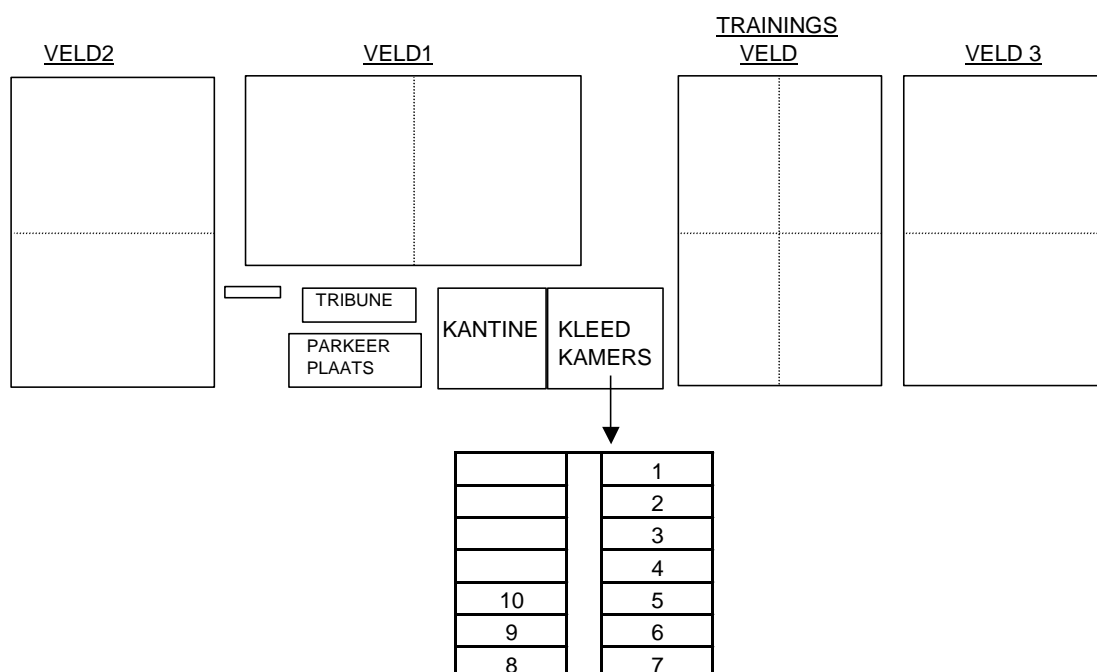 TRAININGS
VELD2
VELD1
VELD
VELD 3
TRIBUNE
PARKEER
PLAATS
KANTINE
KLEED
KAMERS
1
2
3
4
10 5
9 6
8 7